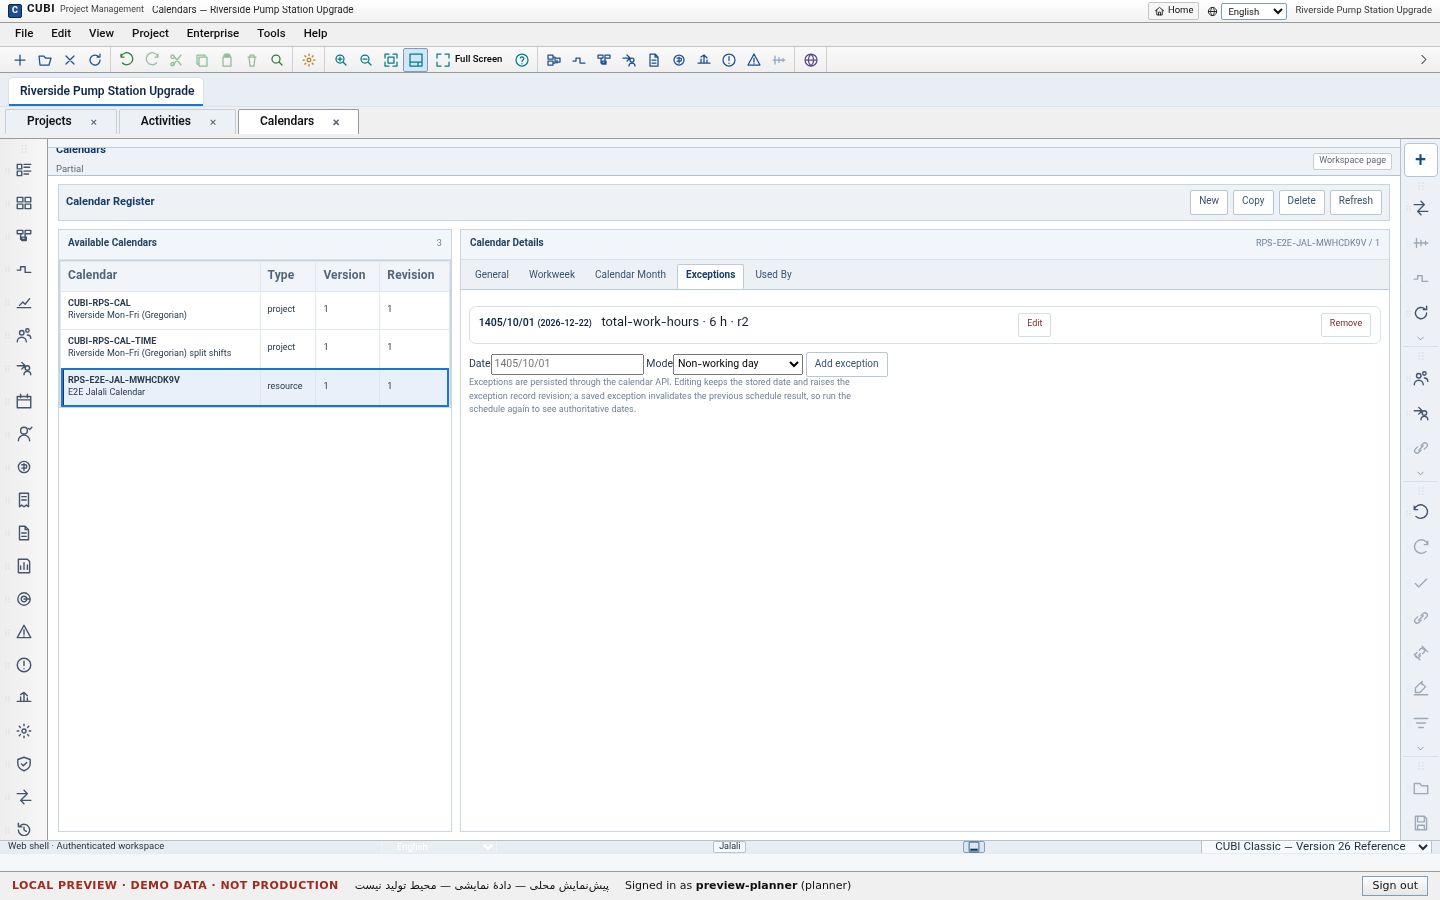 C CUBI Project Management Calendars — Riverside Pump Station Upgrade Home English Riverside Pump Station Upgrade
File Edit View Project Enterprise Tools Help
Full Screen
Riverside Pump Station Upgrade
Projects × Activities × Calendars ×
Calendars
Partial Workspace page
Calendar Register New Copy Delete Refresh
Available Calendars 3
Calendar Type Version Revision
CUBI-RPS-CAL
Riverside Mon-Fri (Gregorian) project 1 1
CUBI-RPS-CAL-TIME
Riverside Mon-Fri (Gregorian) split shifts project 1 1
RPS-E2E-JAL-MWHCDK9V
E2E Jalali Calendar resource 1 1
Calendar Details RPS-E2E-JAL-MWHCDK9V / 1
General Workweek Calendar Month Exceptions Used By
1405/10/01 (2026-12-22) total-work-hours · 6 h · r2 Edit Remove
Date 1405/10/01 Mode Non-working day Add exception
Exceptions are persisted through the calendar API. Editing keeps the stored date and raises the
exception record revision; a saved exception invalidates the previous schedule result, so run the
schedule again to see authoritative dates.
Web shell · Authenticated workspace English Jalali CUBI Classic — Version 26 Reference
LOCAL PREVIEW · DEMO DATA · NOT PRODUCTION پیش‌نمایش محلی — دادهٔ نمایشی — محیط تولید نیست Signed in as preview-planner (planner) Sign out